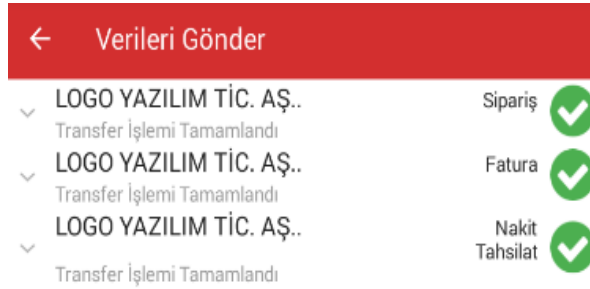 Verileri Gönder
LOGO YAZILIM TİC. AŞ..
Sipariş
Transfer İşlemi Tamamlandı
LOGO YAZILIM TİC. AŞ..
Fatura
Transfer İşlemi Tamamlandı
LOGO YAZILIM TİC. AŞ..
Nakit
Tahsilat
Transfer İşlemi Tamamlandı